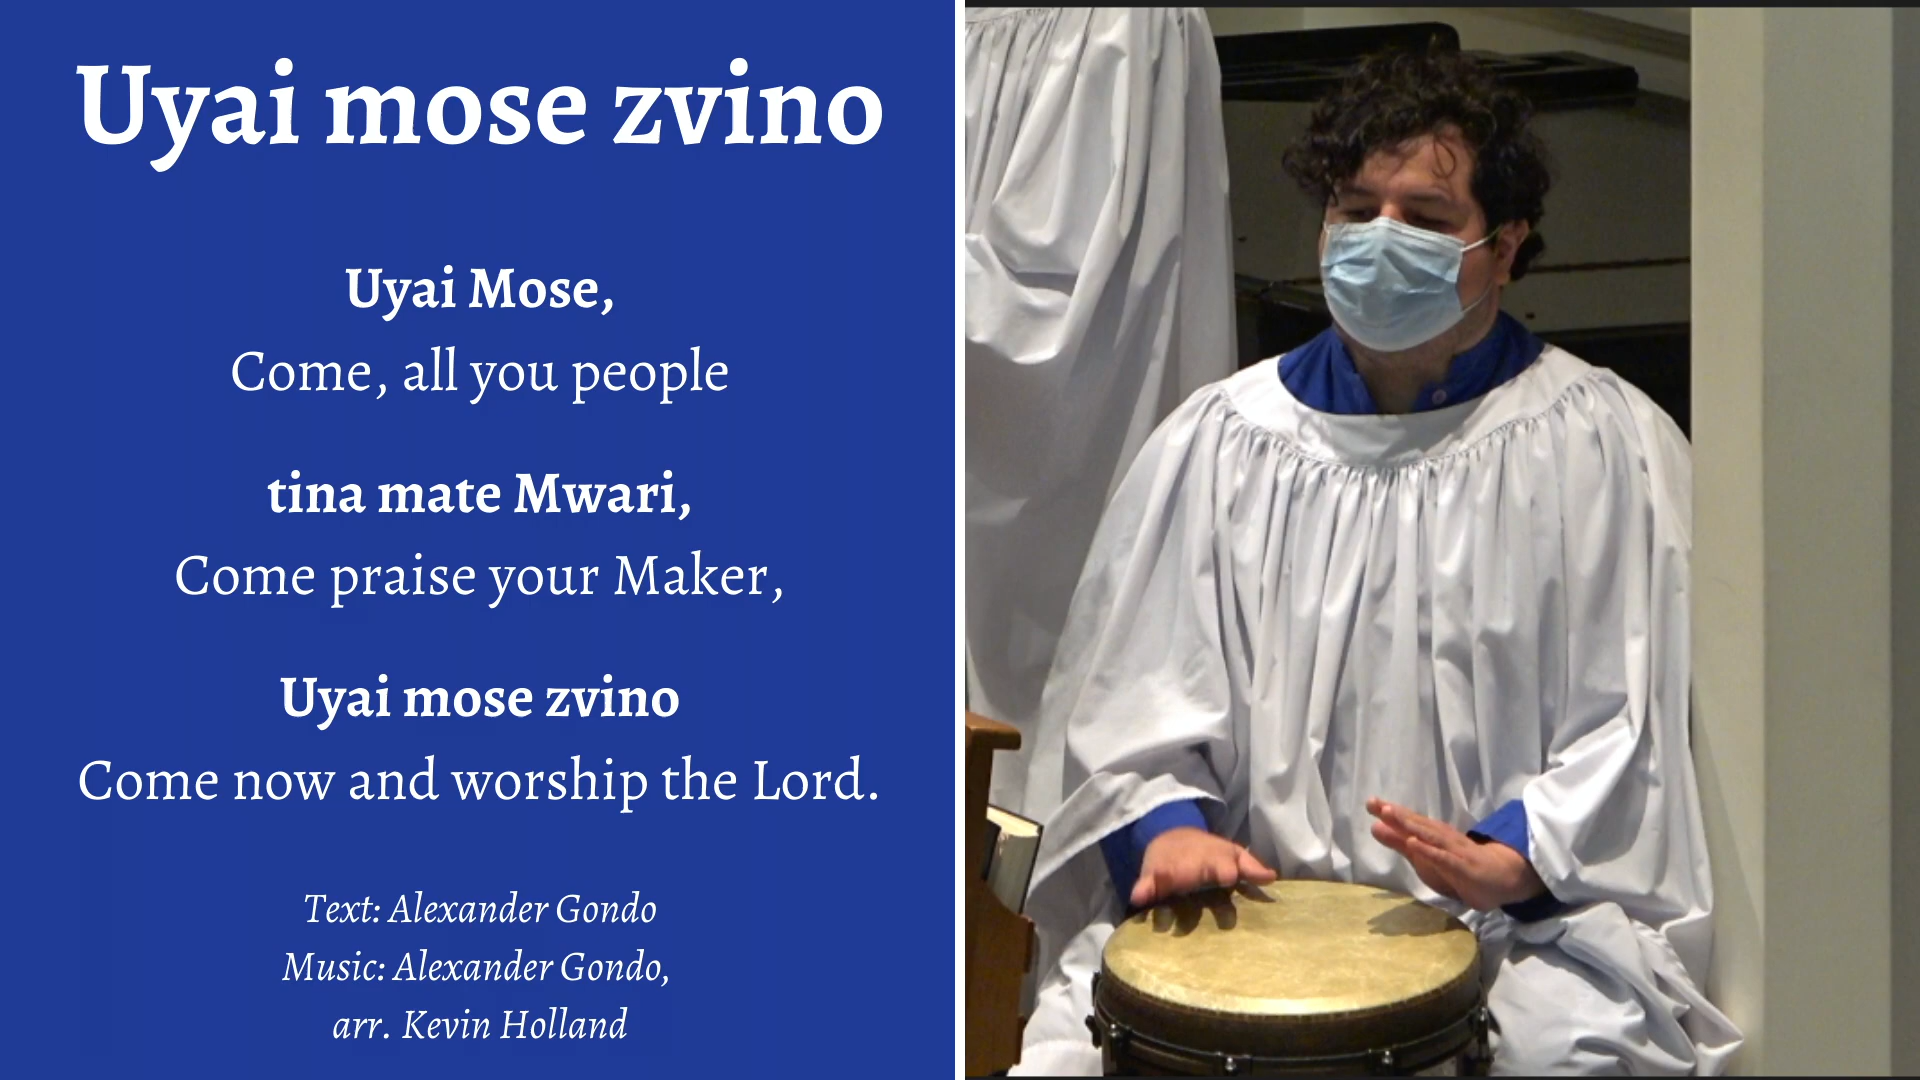 Uyai mose zvino
Uyai Mose,
Come, all you people
tina mate Mwari,
Come praise your Maker,
Uyai mose zvino
Come now and worship the Lord.
Text: Alexander Gondo
Music: Alexander Gondo,
arr. Kevin Holland